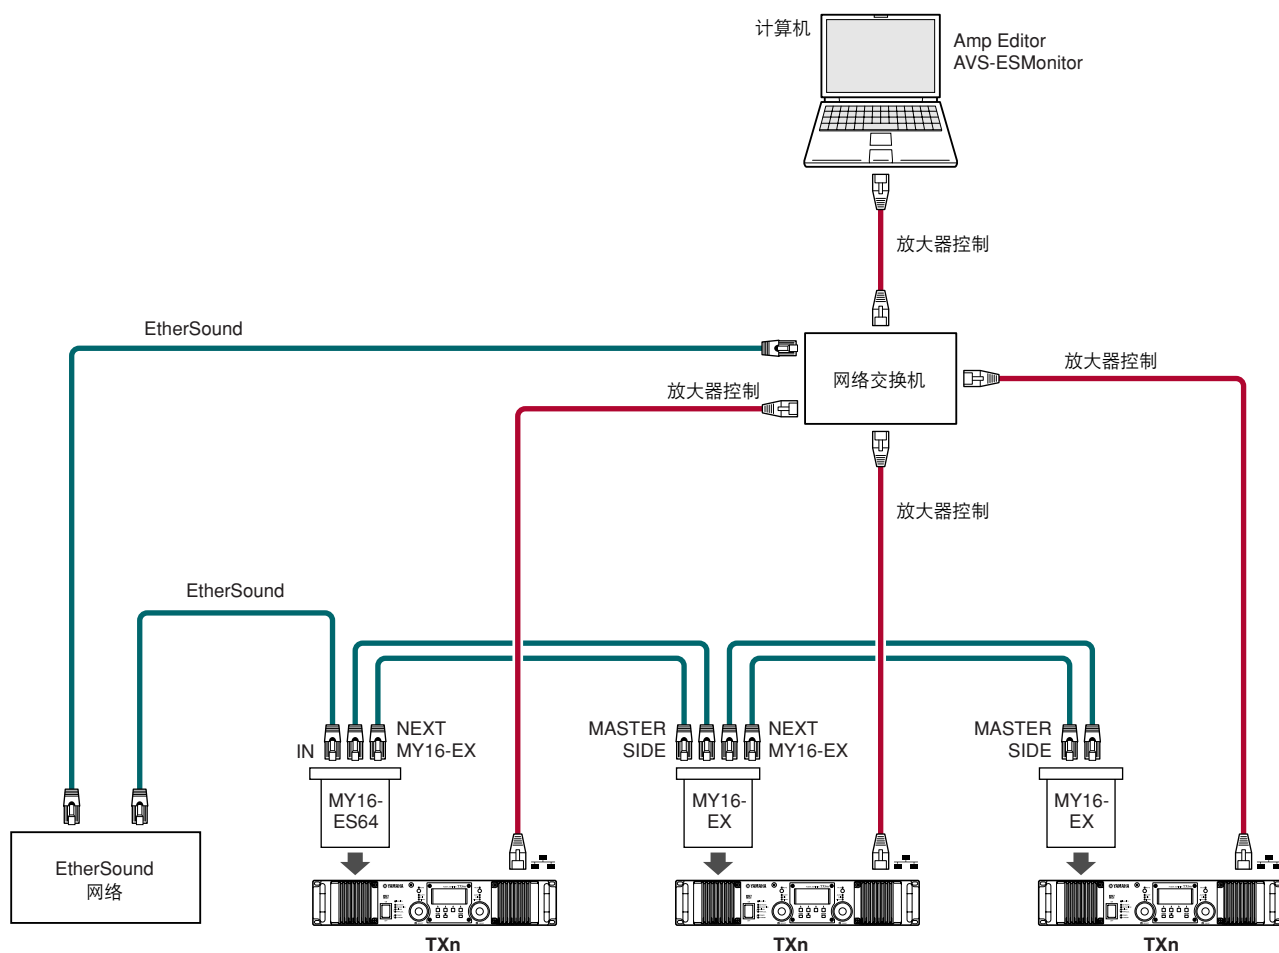 计算机
Amp Editor
AVS-ESMonitor
放大器控制
EtherSound
网络交换机
放大器控制
放大器控制
放大器控制
EtherSound
IN
NEXT
MY16-EX
MASTER
SIDE
NEXT
MY16-EX
MASTER
SIDE
MY16-
ES64
MY16-
EX
MY16-
EX
EtherSound
网络
YAMAHA
YAMAHA
YAMAHA
TXn
TXn
TXn